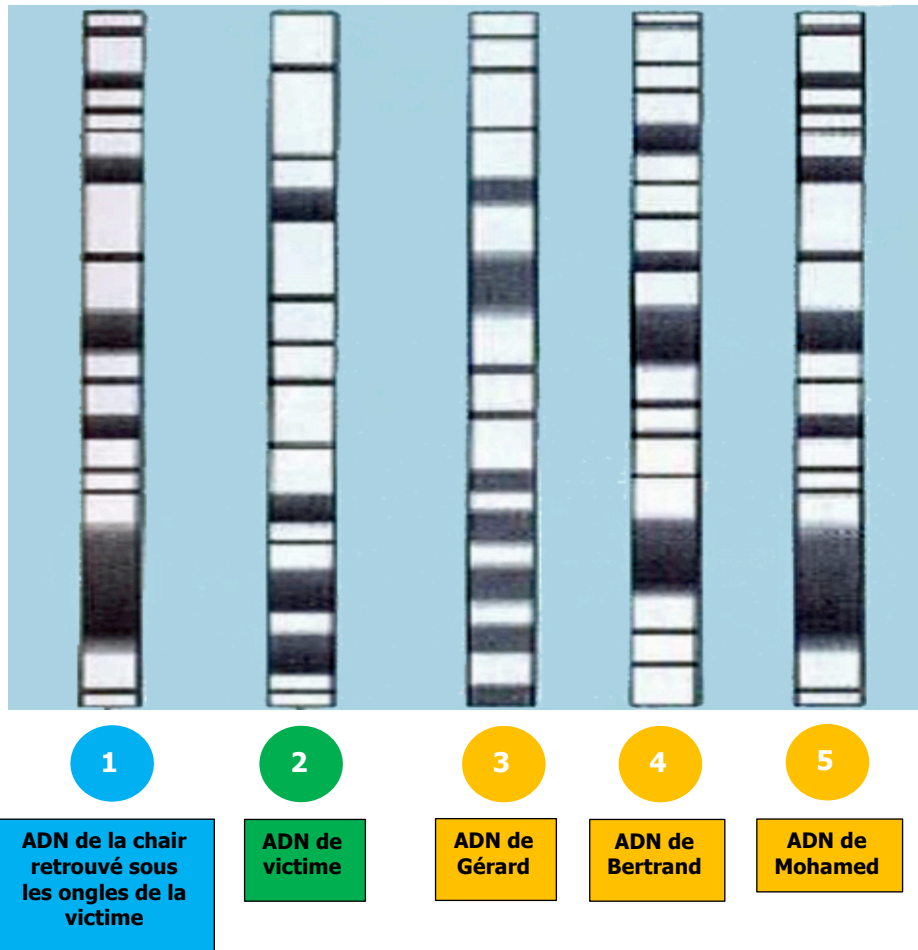 1
2
3
4
5
ADN de la chair
retrouvé sous
les ongles de la
victime
ADN de
victime
ADN de
Gérard
ADN de
Bertrand
ADN de
Mohamed